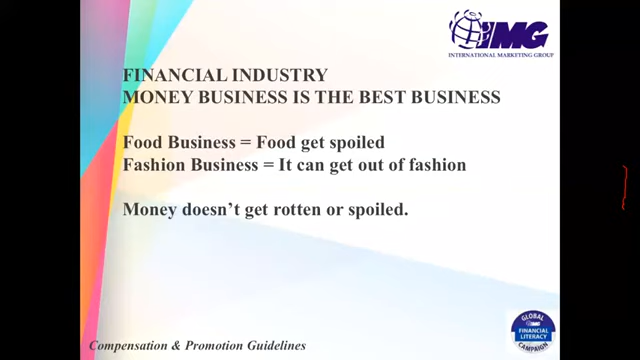 IMG
INTERNATIONAL MARKETING GROUP
FINANCIAL INDUSTRY
MONEY BUSINESS IS THE BEST BUSINESS
Food Business = Food get spoiled
Fashion Business = It can get out of fashion
Money doesn't get rotten or spoiled.
GLOBAL
IMG
FINANCIAL
LITERACY
CAMPAIGN
Compensation & Promotion Guidelines